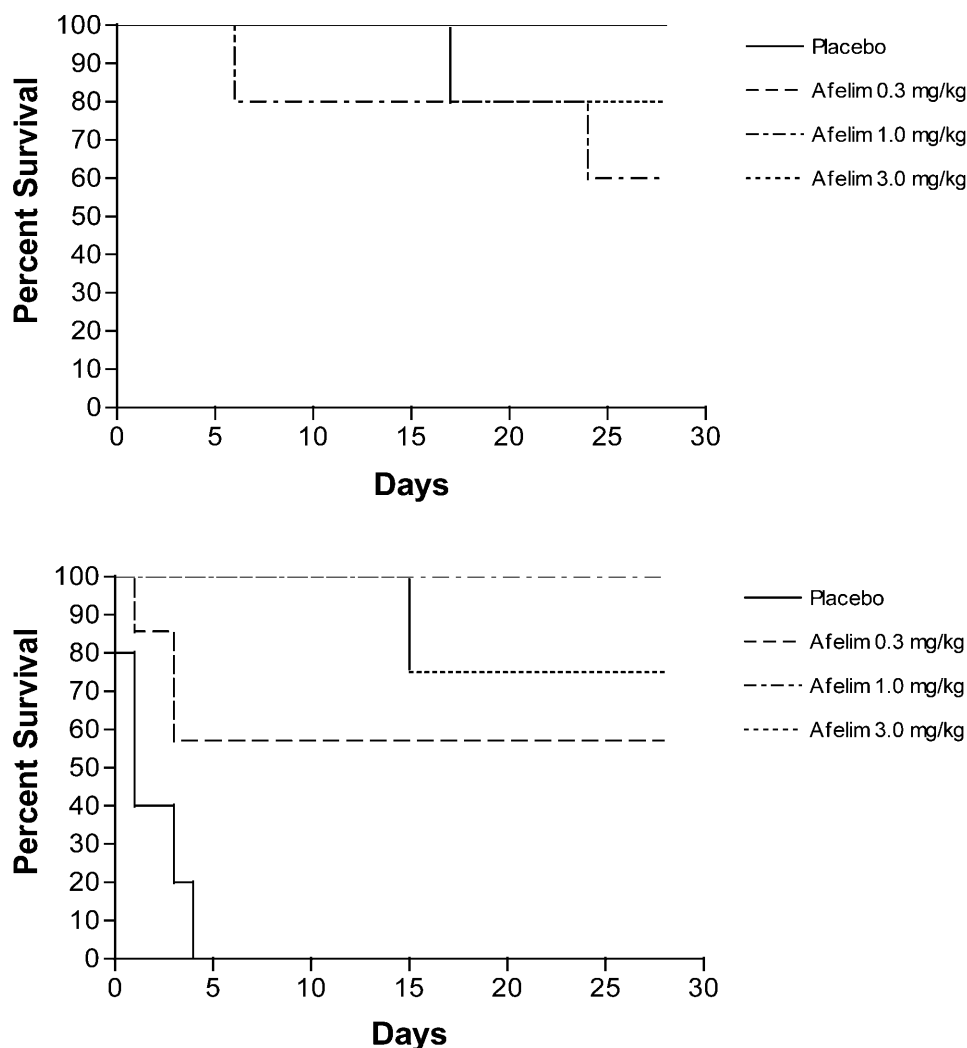 100
90
80
70
60
50
40
30
20
10
0
Percent Survival
0 5 10 15 20 25 30
Days
Placebo
Afelim 0.3 mg/kg
Afelim 1.0 mg/kg
Afelim 3.0 mg/kg
100
90
80
70
60
50
40
30
20
10
0
Percent Survival
0 5 10 15 20 25 30
Days
Placebo
Afelim 0.3 mg/kg
Afelim 1.0 mg/kg
Afelim 3.0 mg/kg